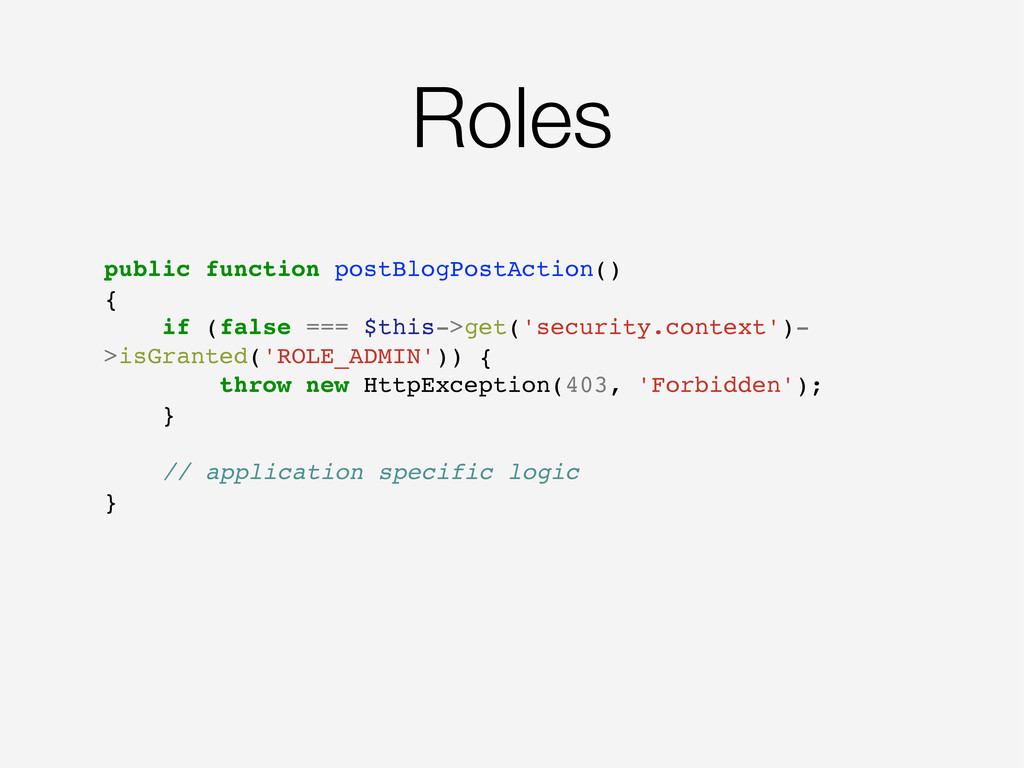 Roles
public function postBlogPostAction()
{
    if (false === $this->get('security.context')-
>isGranted('ROLE_ADMIN')) {
        throw new HttpException(403, 'Forbidden');
    }
    // application specific logic
}